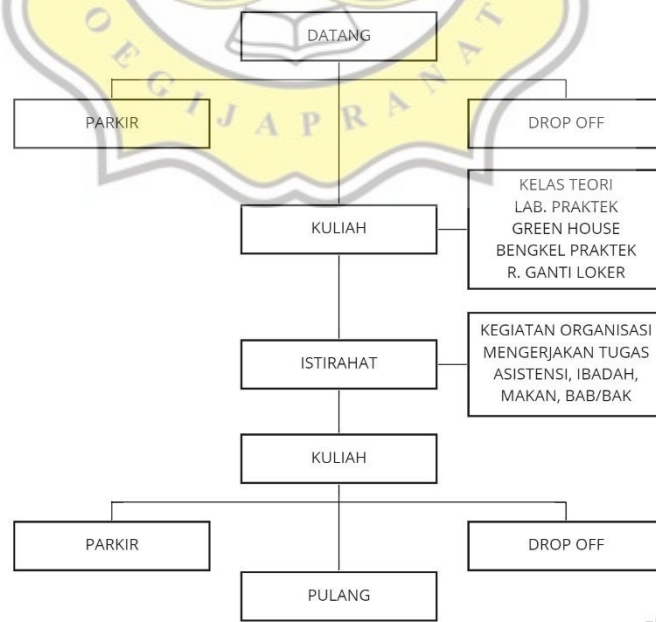 DATANG
OEGIJAPRANAT
PARKIR
DROP OFF
KELAS TEORI
LAB. PRAKTEK
GREEN HOUSE
BENGKEL PRAKTEK
R. GANTI LOKER
KULIAH
KEGIATAN ORGANISASI
MENGERJAKAN TUGAS
ASISTENSI, IBADAH,
MAKAN, BAB/BAK
ISTIRAHAT
KULIAH
PARKIR
DROP OFF
PULANG